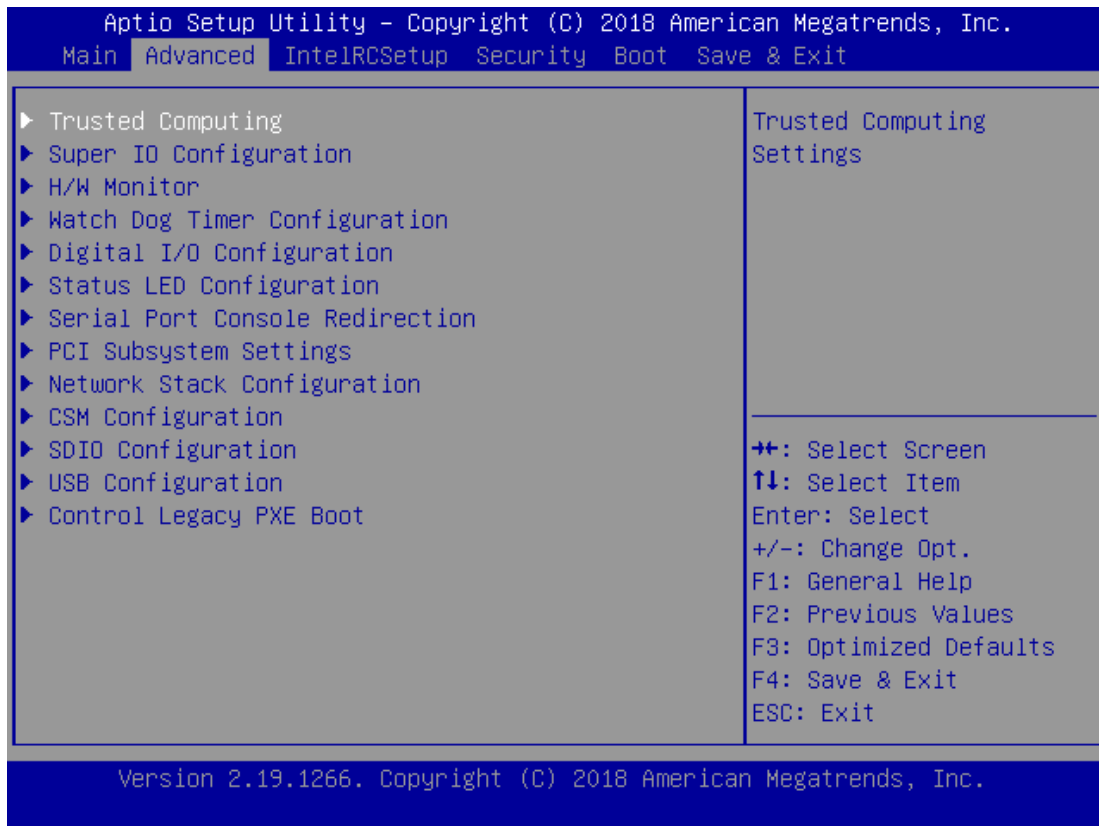 Aptio Setup Utility – Copyright (C) 2018 American Megatrends, Inc.
Main Advanced IntelRCSetup Security Boot Save & Exit
▶ Trusted Computing
▶ Super IO Configuration
▶ H/W Monitor
▶ Watch Dog Timer Configuration
▶ Digital I/O Configuration
▶ Status LED Configuration
▶ Serial Port Console Redirection
▶ PCI Subsystem Settings
▶ Network Stack Configuration
▶ CSM Configuration
▶ SDIO Configuration
▶ USB Configuration
▶ Control Legacy PXE Boot
Trusted Computing
Settings
→←: Select Screen
↑↓: Select Item
Enter: Select
+/-: Change Opt.
F1: General Help
F2: Previous Values
F3: Optimized Defaults
F4: Save & Exit
ESC: Exit
Version 2.19.1266. Copyright (C) 2018 American Megatrends, Inc.